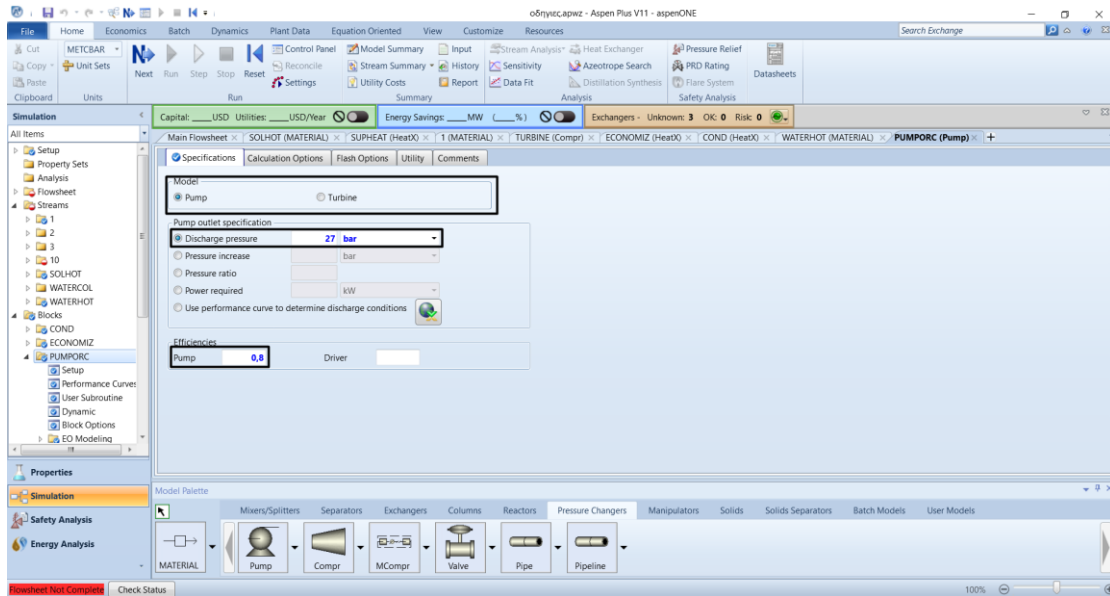 οδηγιες.apwz - Aspen Plus V11 - aspenONE
File Home Economics Batch Dynamics Plant Data Equation Oriented View Customize Resources Search Exchange
Cut METCBAR Control Panel Model Summary Input Stream Analysis Heat Exchanger Pressure Relief
Copy Unit Sets Next Run Step Stop Reset Reconcile Stream Summary History Sensitivity Azeotrope Search PRD Rating Datasheets
Paste Settings Utility Costs Report Data Fit Distillation Synthesis Flare System
Clipboard Units Run Summary Analysis Safety Analysis
Simulation Capital: ____USD Utilities: ____USD/Year Energy Savings: ____MW (____%) Exchangers - Unknown: 3 OK: 0 Risk: 0
All Items Main Flowsheet SOLHOT (MATERIAL) SUPHEAT (HeatX) 1 (MATERIAL) TURBINE (Compr) ECONOMIZ (HeatX) COND (HeatX) WATERHOT (MATERIAL) PUMPORC (Pump) +
Setup
Property Sets
Analysis
Flowsheet
Streams
1
2
3
10
SOLHOT
WATERCOL
WATERHOT
Blocks
COND
ECONOMIZ
PUMPORC
Setup
Performance Curves
User Subroutine
Dynamic
Block Options
EO Modeling
Properties
Simulation
Safety Analysis
Energy Analysis
Specifications Calculation Options Flash Options Utility Comments
Model
Pump Turbine
Pump outlet specification
Discharge pressure 27 bar
Pressure increase bar
Pressure ratio
Power required kW
Use performance curve to determine discharge conditions
Efficiencies
Pump 0,8 Driver
Model Palette
Mixers/Splitters Separators Exchangers Columns Reactors Pressure Changers Manipulators Solids Solids Separators Batch Models User Models
MATERIAL Pump Compr MCompr Valve Pipe Pipeline
Flowsheet Not Complete Check Status 100%